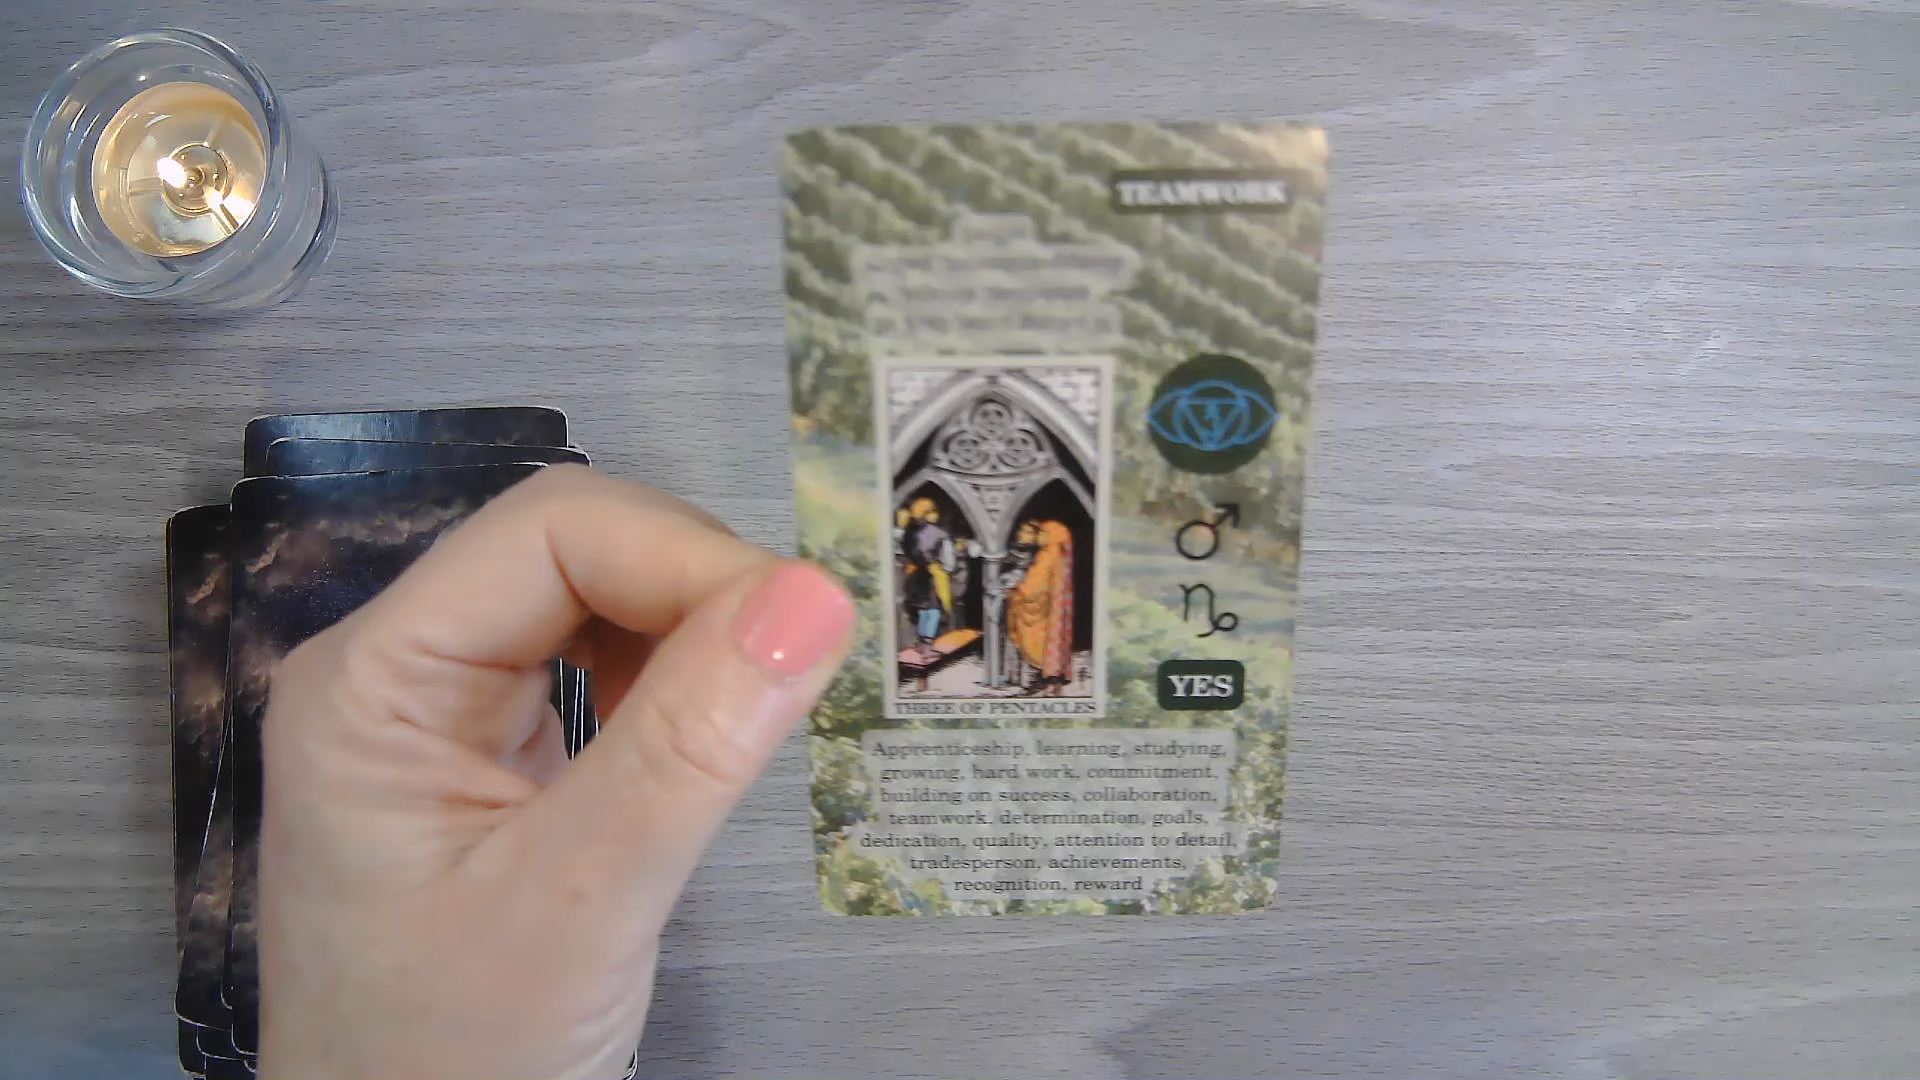 TEAMWORK
THREE OF PENTACLES
YES
Apprenticeship, learning, studying,
growing, hard work, commitment,
building on success, collaboration,
teamwork, determination, goals,
dedication, quality, attention to detail,
tradesperson, achievements,
recognition, reward